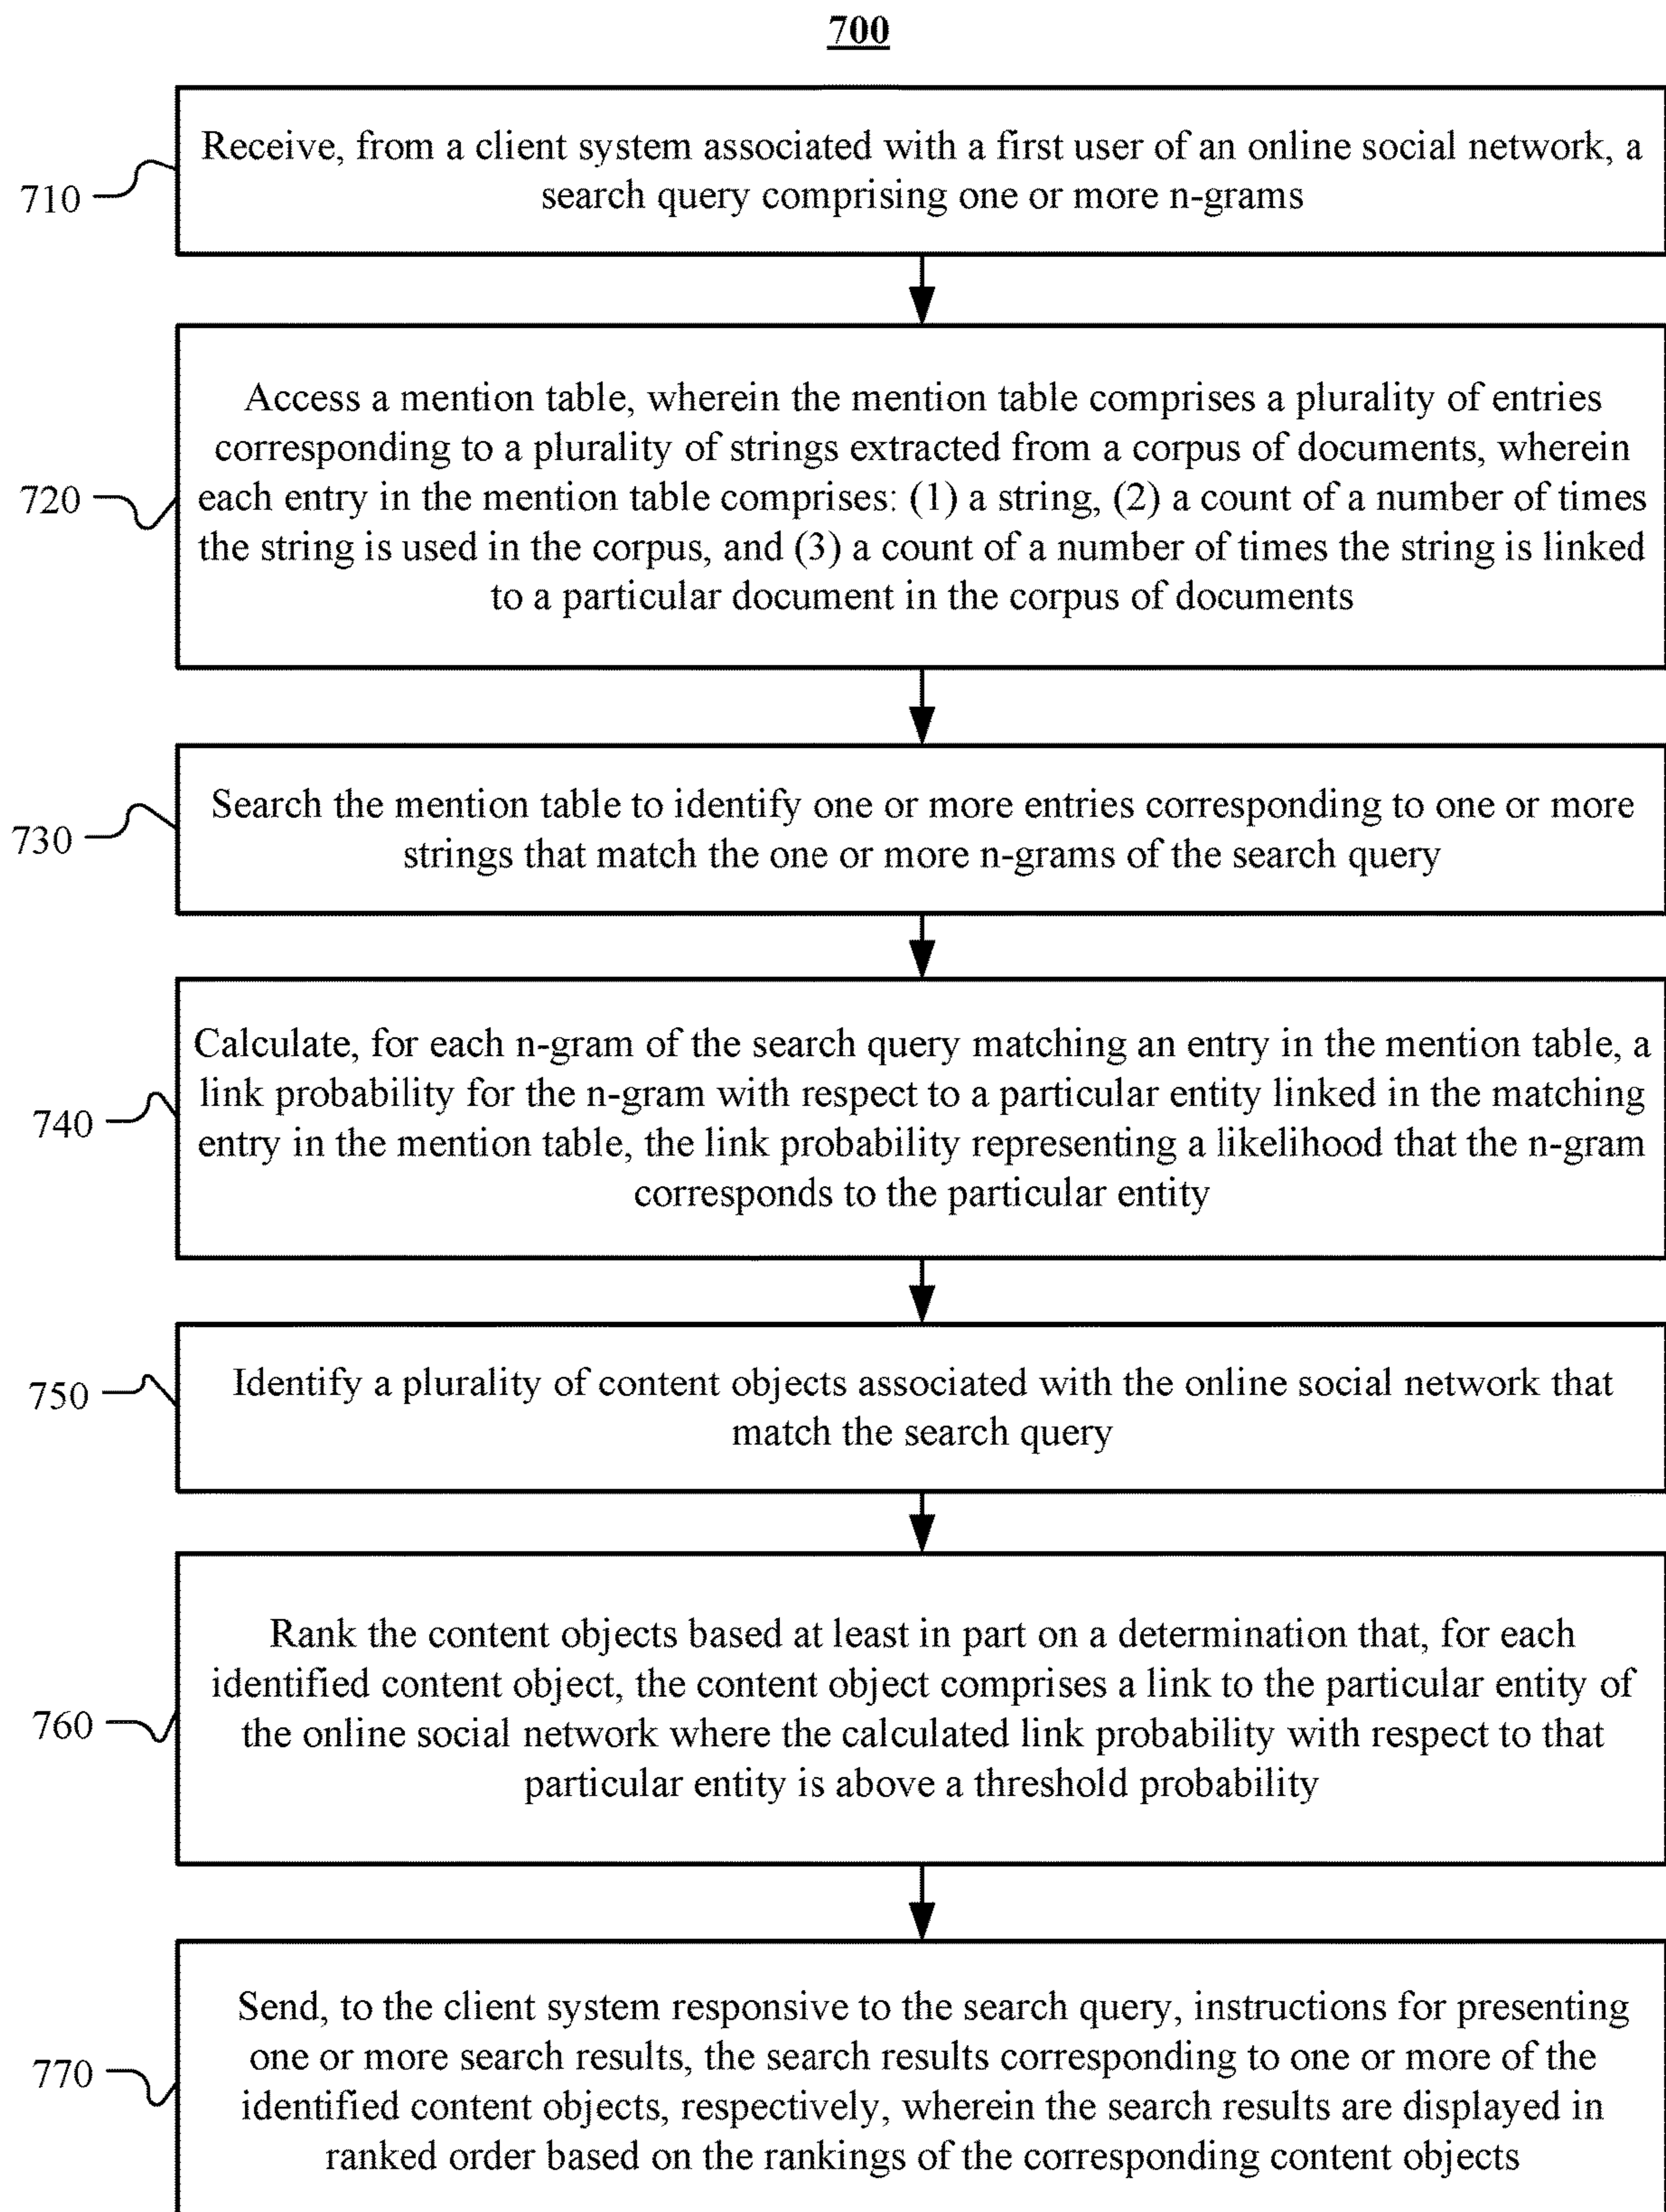 700
Receive, from a client system associated with a first user of an online social network, a
search query comprising one or more n-grams
710
Access a mention table, wherein the mention table comprises a plurality of entries
corresponding to a plurality of strings extracted from a corpus of documents, wherein
each entry in the mention table comprises: (1) a string, (2) a count of a number of times
the string is used in the corpus, and (3) a count of a number of times the string is linked
to a particular document in the corpus of documents
720
Search the mention table to identify one or more entries corresponding to one or more
strings that match the one or more n-grams of the search query
730
Calculate, for each n-gram of the search query matching an entry in the mention table, a
link probability for the n-gram with respect to a particular entity linked in the matching
entry in the mention table, the link probability representing a likelihood that the n-gram
corresponds to the particular entity
740
Identify a plurality of content objects associated with the online social network that
match the search query
750
Rank the content objects based at least in part on a determination that, for each
identified content object, the content object comprises a link to the particular entity of
the online social network where the calculated link probability with respect to that
particular entity is above a threshold probability
760
Send, to the client system responsive to the search query, instructions for presenting
one or more search results, the search results corresponding to one or more of the
identified content objects, respectively, wherein the search results are displayed in
ranked order based on the rankings of the corresponding content objects
770